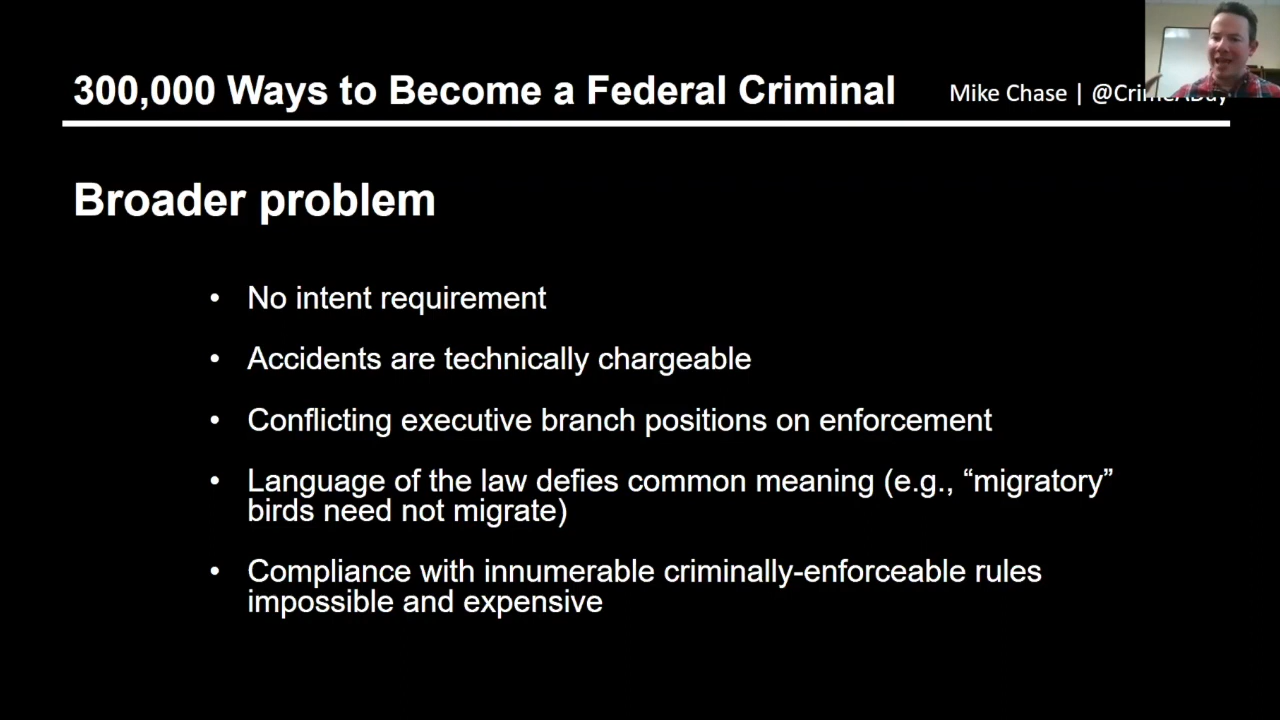 300,000 Ways to Become a Federal Criminal
Mike Chase | @CrimeADay
Broader problem
• No intent requirement
• Accidents are technically chargeable
• Conflicting executive branch positions on enforcement
• Language of the law defies common meaning (e.g., “migratory”
birds need not migrate)
• Compliance with innumerable criminally-enforceable rules
impossible and expensive